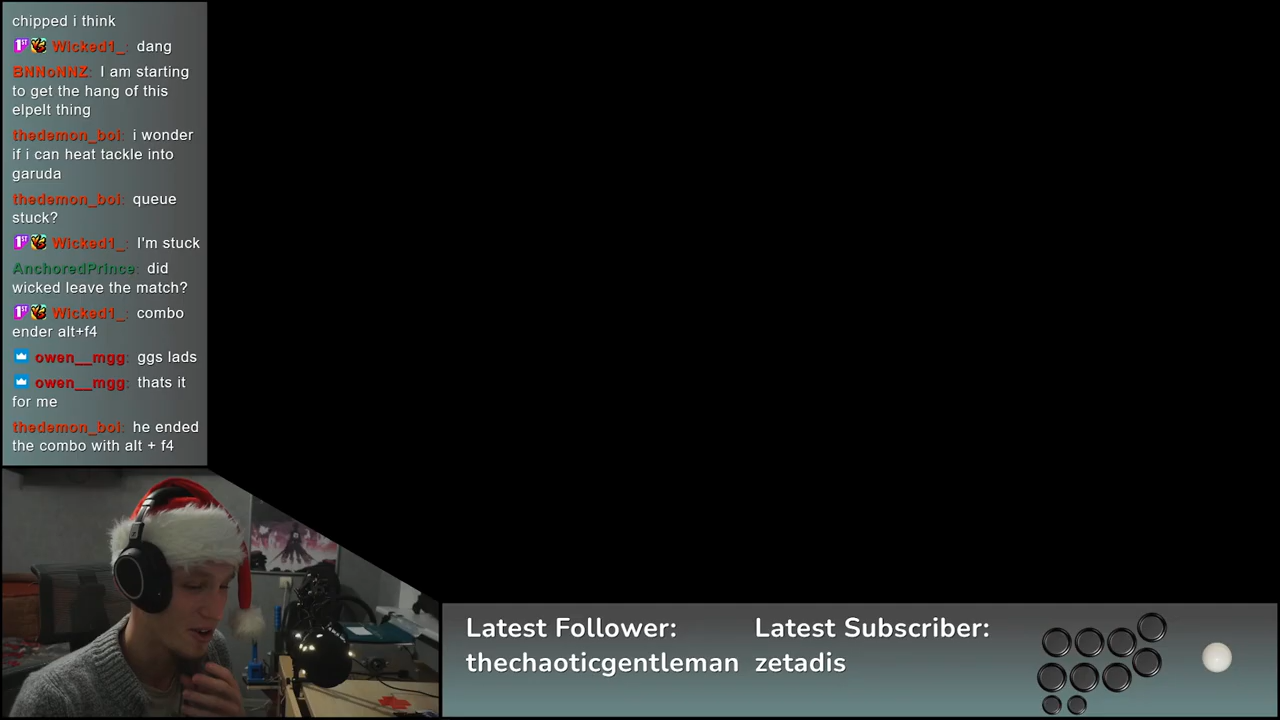 chipped i think
Wicked1_: dang
BNNoNNZ: I am starting
to get the hang of this
elpelt thing
thedemon_boi: i wonder
if i can heat tackle into
garuda
thedemon_boi: queue
stuck?
Wicked1_: I'm stuck
AnchoredPrince: did
wicked leave the match?
Wicked1_: combo
ender alt+f4
owen__mgg: ggs lads
owen__mgg: thats it
for me
thedemon_boi: he ended
the combo with alt + f4
Latest Follower:
thechaoticgentleman
Latest Subscriber:
zetadis